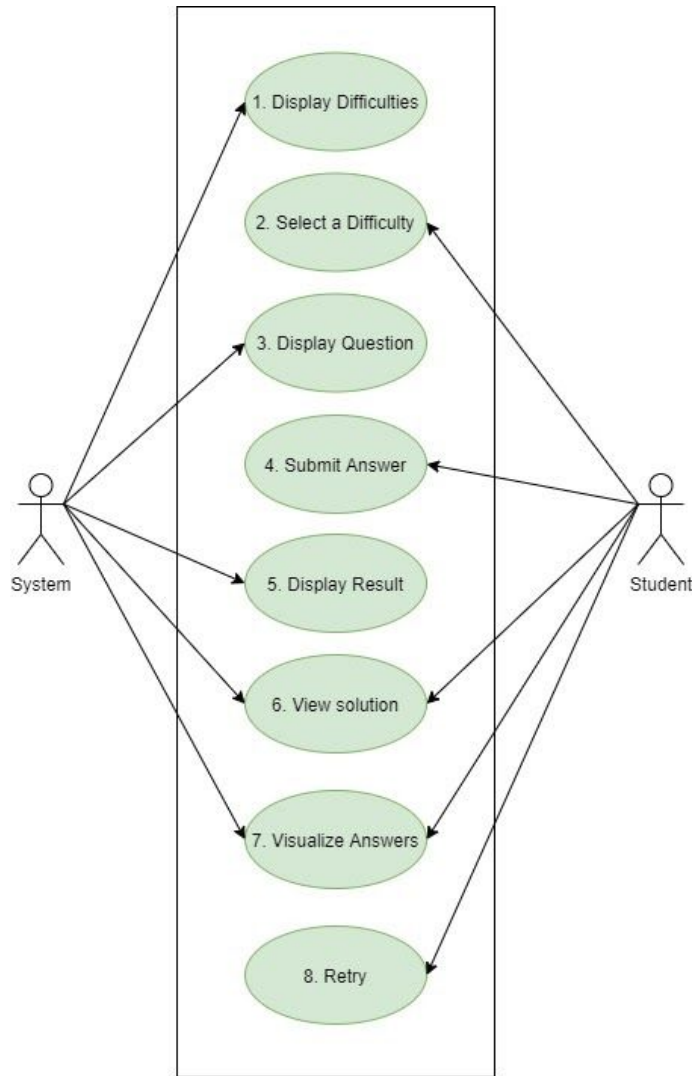 1. Display Difficulties
2. Select a Difficulty
3. Display Question
4. Submit Answer
System
Student
5. Display Result
6. View solution
7. Visualize Answers
8. Retry